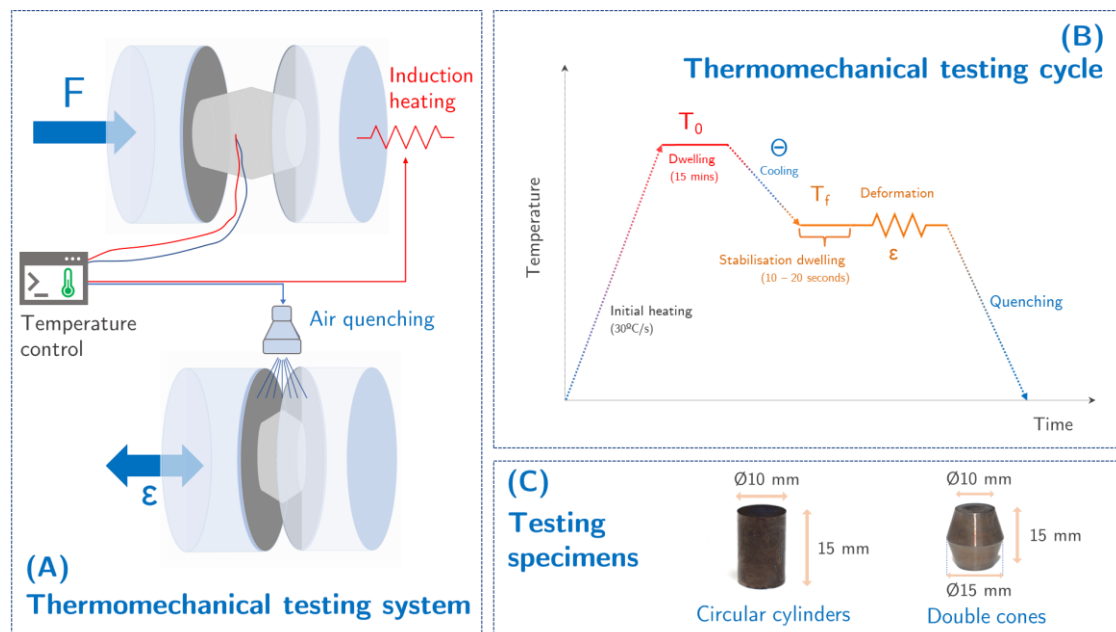 F
Induction
heating
Temperature
control
Air quenching
ε
(A)
Thermomechanical testing system
(B)
Thermomechanical testing cycle
Temperature
T0
Dwelling
(15 mins)
Θ
Cooling
Tf
Deformation
ε
Stabilisation dwelling
(10 – 20 seconds)
Initial heating
(30ºC/s)
Quenching
Time
(C)
Testing
specimens
Ø10 mm
15 mm
Circular cylinders
Ø10 mm
15 mm
Ø15 mm
Double cones